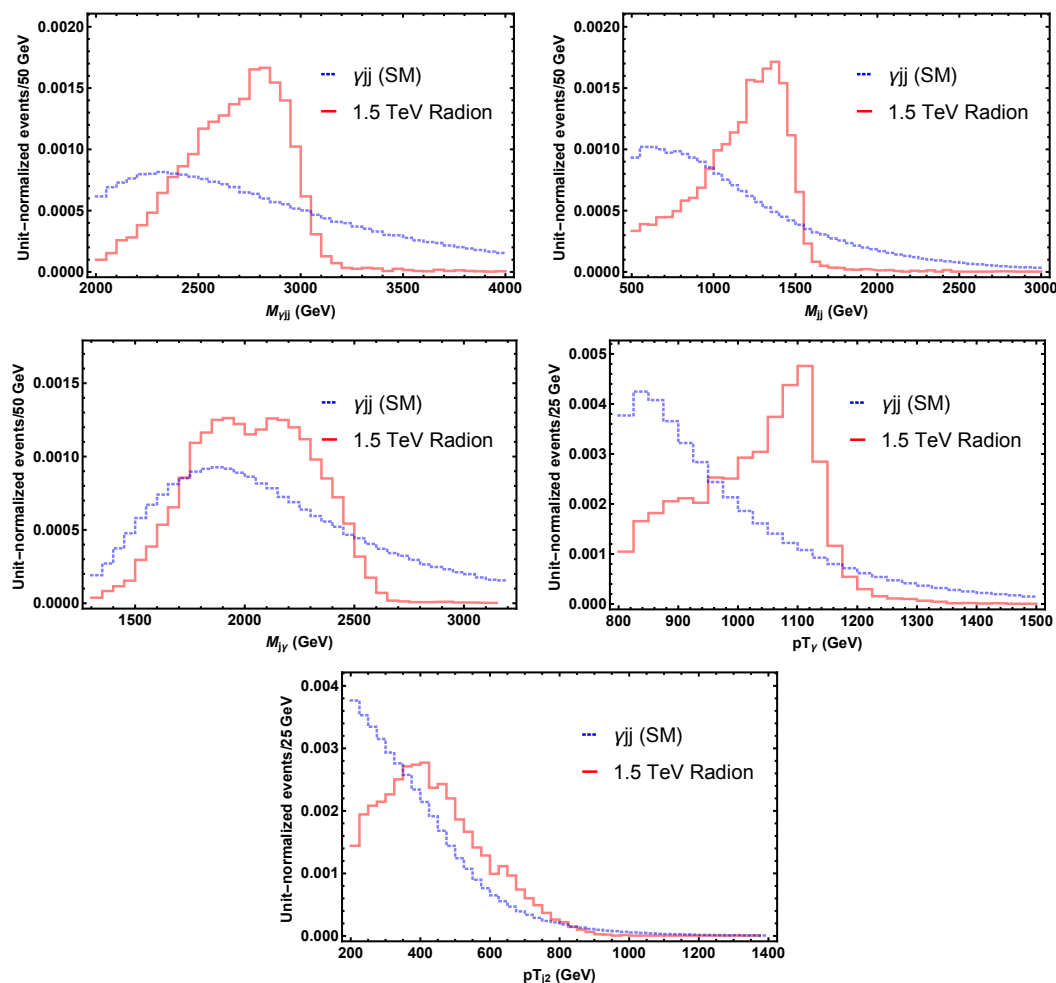 Unit−normalized events/50 GeV
0.0020
0.0015
0.0010
0.0005
0.0000
γjj (SM)
1.5 TeV Radion
2000 2500 3000 3500 4000
Mγjj (GeV)
Unit−normalized events/50 GeV
0.0020
0.0015
0.0010
0.0005
0.0000
γjj (SM)
1.5 TeV Radion
500 1000 1500 2000 2500 3000
Mjj (GeV)
Unit−normalized events/50 GeV
0.0015
0.0010
0.0005
0.0000
γjj (SM)
1.5 TeV Radion
1500 2000 2500 3000
Mjγ (GeV)
Unit−normalized events/25 GeV
0.005
0.004
0.003
0.002
0.001
0.000
γjj (SM)
1.5 TeV Radion
800 900 1000 1100 1200 1300 1400 1500
pTγ (GeV)
Unit−normalized events/25 GeV
0.004
0.003
0.002
0.001
0.000
γjj (SM)
1.5 TeV Radion
200 400 600 800 1000 1200 1400
pTj2 (GeV)